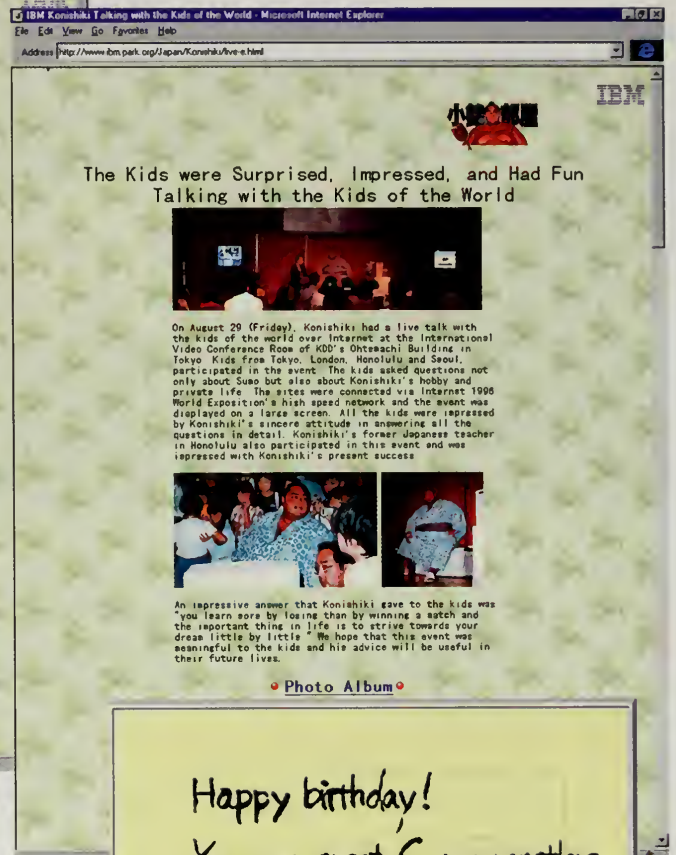 IBM Konishiki Talking with the Kids of the World - Microsoft Internet Explorer
File Edit View Go Favorites Help
Address http://www.ibm.park.org/Japan/Konishiki/live-e.html
小錦部屋
IBM
The Kids were Surprised, Impressed, and Had Fun
Talking with the Kids of the World
On August 29 (Friday), Konishiki had a live talk with
the kids of the world over Internet at the International
Video Conference Room of KDD's Ohtemachi Building in
Tokyo Kids from Tokyo, London, Honolulu and Seoul,
participated in the event The kids asked questions not
only about Sumo but also about Konishiki's hobby and
private life The sites were connected via Internet 1996
World Exposition's high speed network and the event was
displayed on a large screen. All the kids were impressed
by Konishiki's sincere attitude in answering all the
questions in detail. Konishiki's former Japanese teacher
in Honolulu also participated in this event and was
impressed with Konishiki's present success
An impressive answer that Konishiki gave to the kids was
"you learn more by losing than by winning a match and
the important thing in life is to strive towards your
dream little by little" We hope that this event was
meaningful to the kids and his advice will be useful in
their future lives.
Photo Album
Happy birthday!